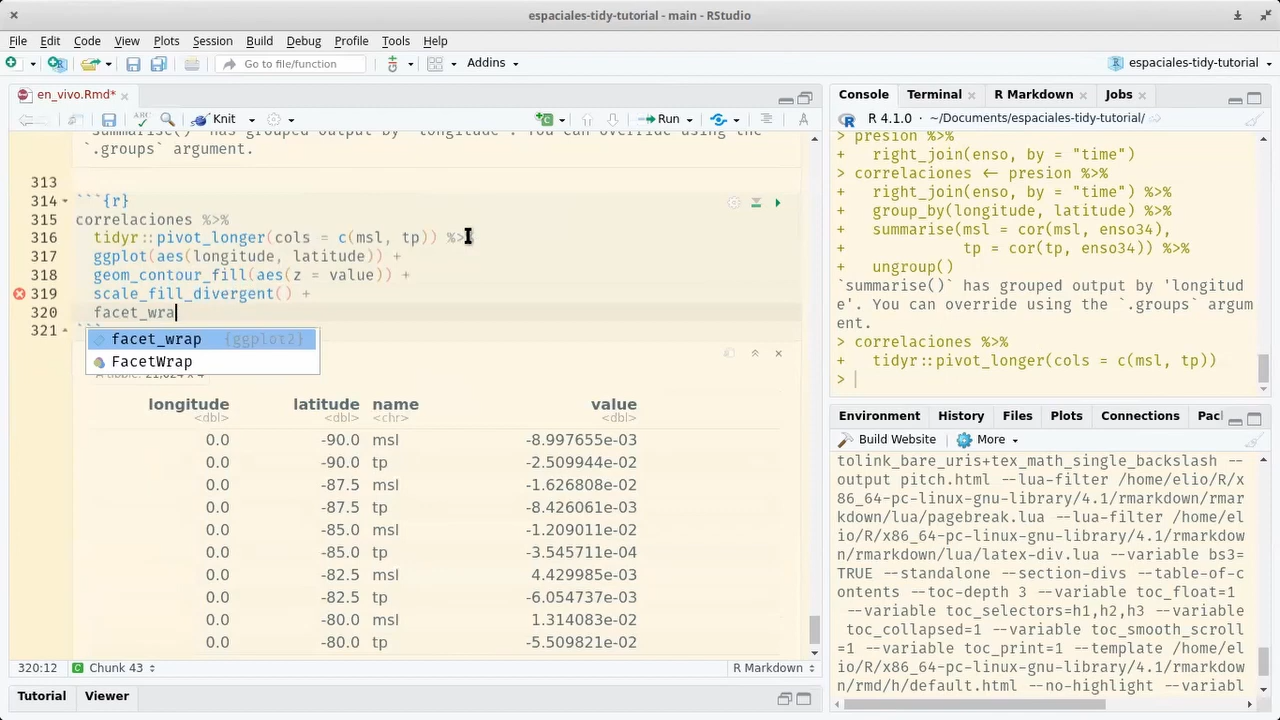 espaciales-tidy-tutorial - main - RStudio
File Edit Code View Plots Session Build Debug Profile Tools Help
Go to file/function Addins espaciales-tidy-tutorial
en_vivo.Rmd*
Knit Run
`summarise()` has grouped output by 'longitude'. You can override using the
`.groups` argument.
313
314 ```{r}
315 correlaciones %>%
316 tidyr::pivot_longer(cols = c(msl, tp)) %>%
317 ggplot(aes(longitude, latitude)) +
318 geom_contour_fill(aes(z = value)) +
319 scale_fill_divergent() +
320 facet_wra
321 ```
facet_wrap {ggplot2}
FacetWrap
longitude latitude name value
<dbl> <dbl> <chr> <dbl>
0.0 -90.0 msl -8.997655e-03
0.0 -90.0 tp -2.509944e-02
0.0 -87.5 msl -1.626808e-02
0.0 -87.5 tp -8.426061e-03
0.0 -85.0 msl -1.209011e-02
0.0 -85.0 tp -3.545711e-04
0.0 -82.5 msl 4.429985e-03
0.0 -82.5 tp -6.054737e-03
0.0 -80.0 msl 1.314083e-02
0.0 -80.0 tp -5.509821e-02
320:12 Chunk 43 R Markdown
Tutorial Viewer
Console Terminal R Markdown Jobs
R 4.1.0 · ~/Documents/espaciales-tidy-tutorial/
> presion %>%
+ right_join(enso, by = "time")
> correlaciones <- presion %>%
+ right_join(enso, by = "time") %>%
+ group_by(longitude, latitude) %>%
+ summarise(msl = cor(msl, enso34),
+ tp = cor(tp, enso34)) %>%
+ ungroup()
`summarise()` has grouped output by 'longitud
e'. You can override using the `.groups` argum
ent.
> correlaciones %>%
+ tidyr::pivot_longer(cols = c(msl, tp))
>
Environment History Files Plots Connections Pac
Build Website More
tolink_bare_uris+tex_math_single_backslash --
output pitch.html --lua-filter /home/elio/R/x
86_64-pc-linux-gnu-library/4.1/rmarkdown/rmar
kdown/lua/pagebreak.lua --lua-filter /home/el
io/R/x86_64-pc-linux-gnu-library/4.1/rmarkdow
n/rmarkdown/lua/latex-div.lua --variable bs3=
TRUE --standalone --section-divs --table-of-c
ontents --toc-depth 3 --variable toc_float=1
--variable toc_selectors=h1,h2,h3 --variable
toc_collapsed=1 --variable toc_smooth_scroll
=1 --variable toc_print=1 --template /home/el
io/R/x86_64-pc-linux-gnu-library/4.1/rmarkdow
n/rmd/h/default.html --no-highlight --variabl